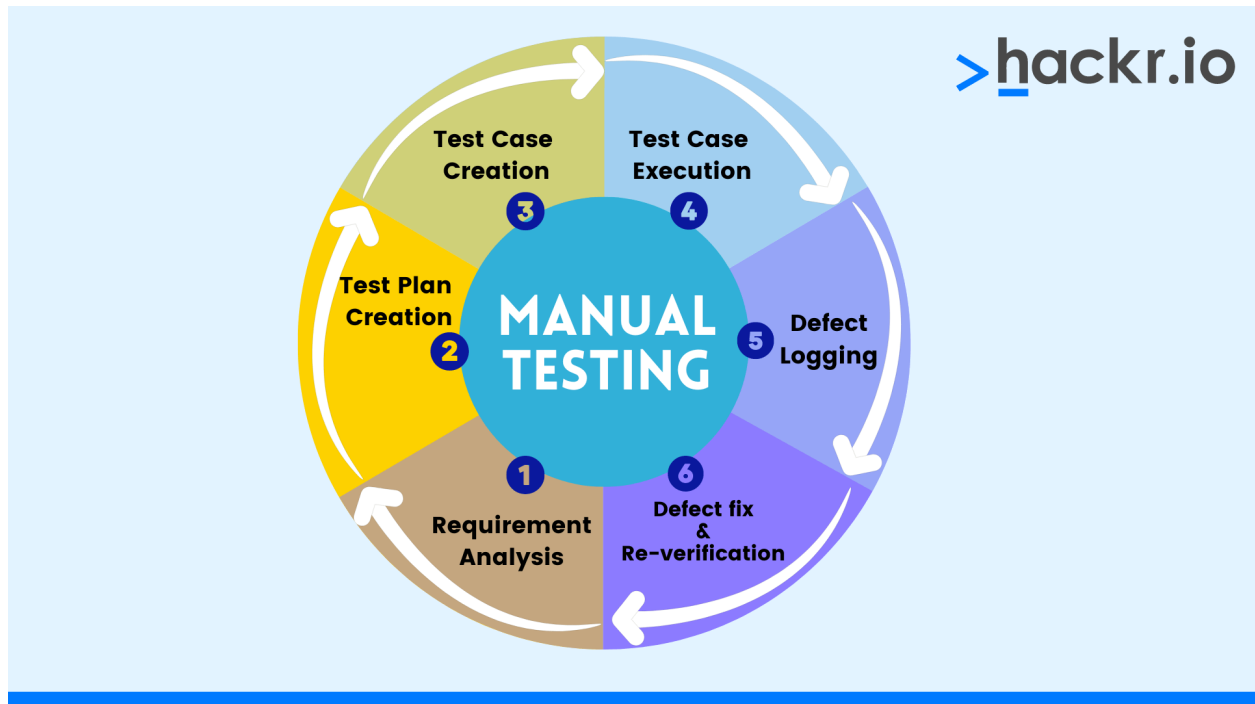 >hackr.io
Test Case
Creation
3
Test Case
Execution
4
Test Plan
Creation
2
MANUAL
TESTING
5
Defect
Logging
1
Requirement
Analysis
6
Defect fix
&
Re-verification